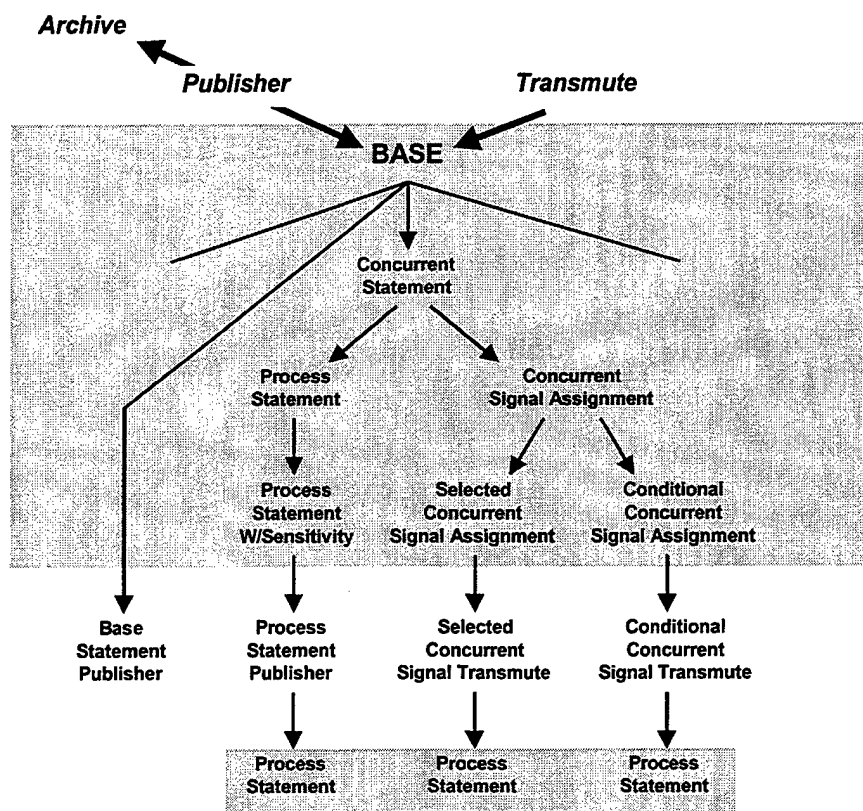 Archive
Publisher
Transmute
BASE
Concurrent
Statement
Process
Statement
Concurrent
Signal Assignment
Process
Statement
W/Sensitivity
Selected
Concurrent
Signal Assignment
Conditional
Concurrent
Signal Assignment
Base
Statement
Publisher
Process
Statement
Publisher
Selected
Concurrent
Signal Transmute
Conditional
Concurrent
Signal Transmute
Process
Statement
Process
Statement
Process
Statement